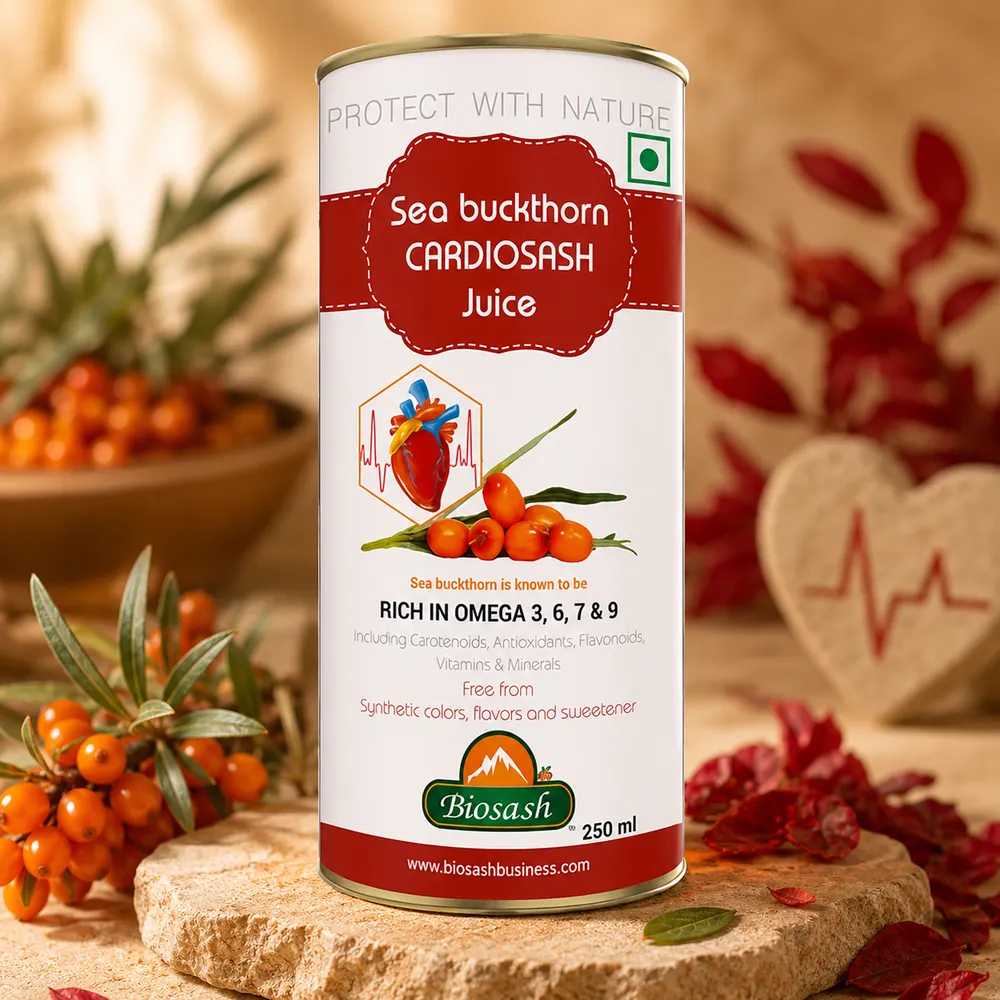 PROTECT WITH NATURE
Sea buckthorn
CARDIOSASH
Juice
Sea buckthorn is known to be
RICH IN OMEGA 3, 6, 7 & 9
Including Carotenoids, Antioxidants, Flavonoids,
Vitamins & Minerals
Free from
Synthetic colors, flavors and sweetener
Biosash
250 ml
www.biosashbusiness.com